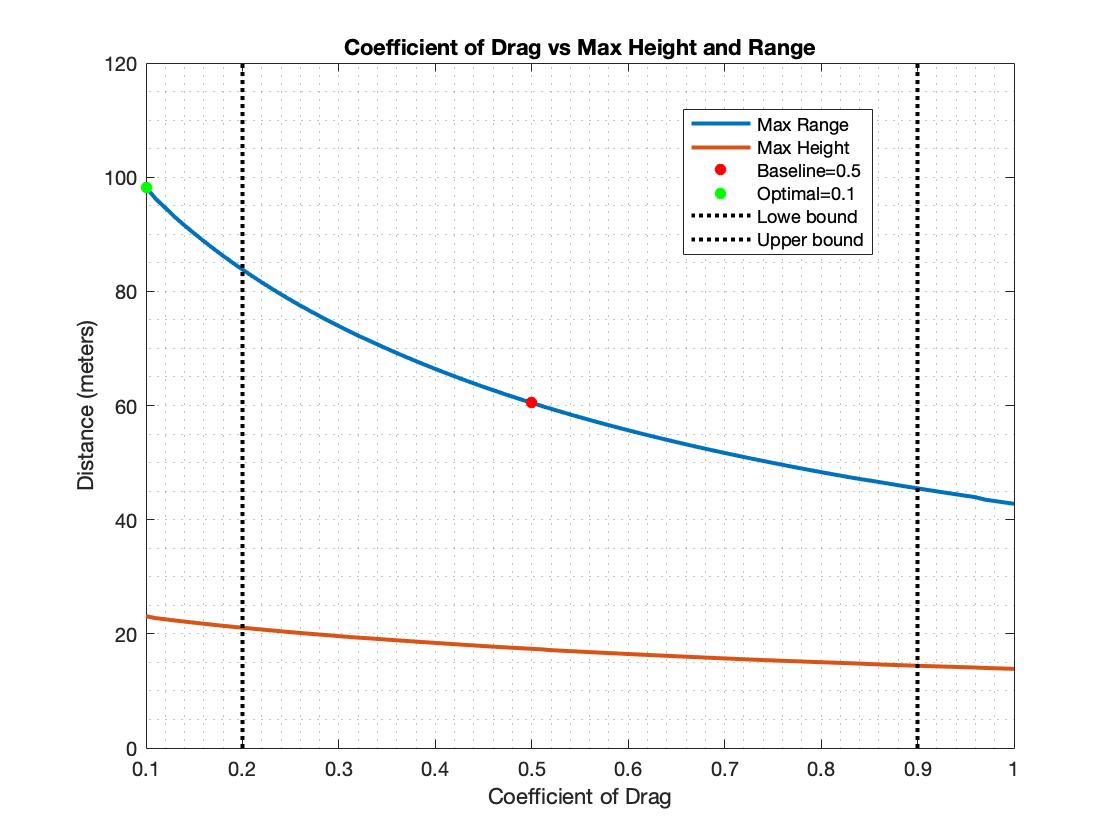 Coefficient of Drag vs Max Height and Range
120
100
80
60
40
20
0
Distance (meters)
Max Range
Max Height
Baseline=0.5
Optimal=0.1
Lowe bound
Upper bound
0.1 0.2 0.3 0.4 0.5 0.6 0.7 0.8 0.9 1
Coefficient of Drag